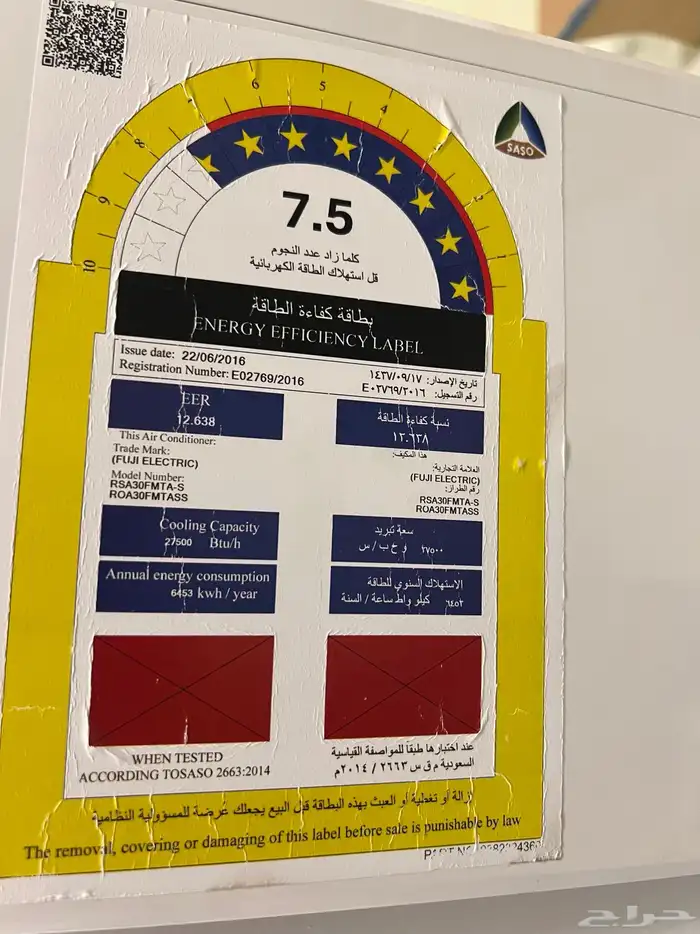 10
9
8
7
6
5
4
2
1
SASO
7.5
كلما زاد عدد النجوم
قل استهلاك الطاقة الكهربائية
بطاقة كفاءة الطاقة
ENERGY EFFICIENCY LABEL
Issue date: 22/06/2016
Registration Number: E02769/2016
تاريخ الإصدار: ١٤٣٧/٠٩/١٧
رقم التسجيل: E٠٢٧٦٩/٢٠١٦
EER
12.638
نسبة كفاءة الطاقة
١٢.٦٣٨
This Air Conditioner:
Trade Mark:
(FUJI ELECTRIC)
Model Number:
RSA30FMTA-S
ROA30FMTASS
هذا المكيف:
العلامة التجارية:
(FUJI ELECTRIC)
رقم الطراز:
RSA30FMTA-S
ROA30FMTASS
Cooling Capacity
27500 Btu/h
سعة تبريد
٢٧٥٠٠ و ح ب / س
Annual energy consumption
6453 kwh / year
الاستهلاك السنوي للطاقة
٦٤٥٣ كيلو واط ساعة / السنة
WHEN TESTED
ACCORDING TOSASO 2663:2014
عند اختبارها طبقا للمواصفة القياسية
السعودية م ق س ٢٦٦٣ / ٢٠١٤م
إزالة أو تغطية أو العبث بهذه البطاقة قبل البيع يجعلك عرضة للمسؤولية النظامية
The removal, covering or damaging of this label before sale is punishable by law
حراج